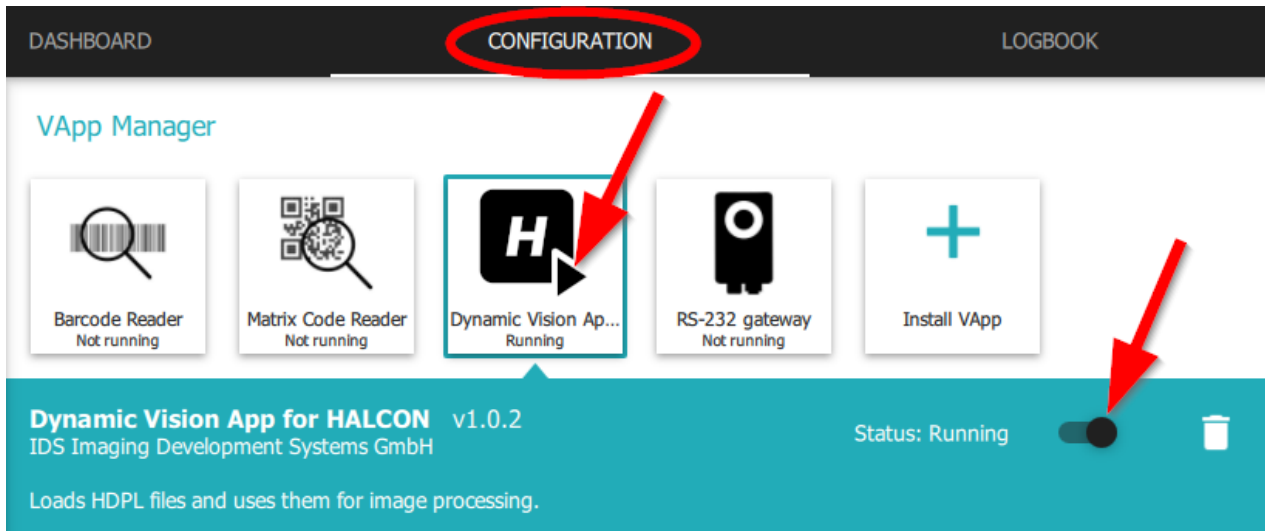 DASHBOARD CONFIGURATION LOGBOOK
VApp Manager
H
Barcode Reader Matrix Code Reader Dynamic Vision Ap... RS-232 gateway Install VApp
Not running Not running Running Not running
Dynamic Vision App for HALCON v1.0.2
IDS Imaging Development Systems GmbH
Status: Running
Loads HDPL files and uses them for image processing.